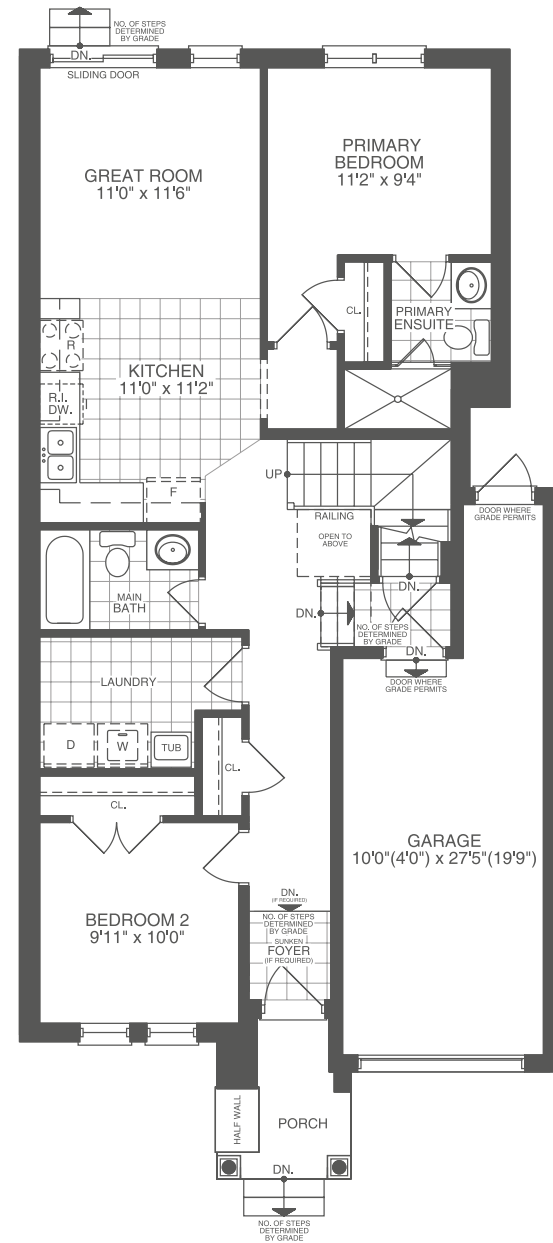 NO. OF STEPS
DETERMINED
BY GRADE
DN.
SLIDING DOOR
GREAT ROOM
11'0" x 11'6"
PRIMARY
BEDROOM
11'2" x 9'4"
CL.
PRIMARY
ENSUITE
R
R.I.
DW.
KITCHEN
11'0" x 11'2"
F
UP
RAILING
OPEN TO
ABOVE
DOOR WHERE
GRADE PERMITS
MAIN
BATH
DN.
DN.
NO. OF STEPS
DETERMINED
BY GRADE
DN.
DOOR WHERE
GRADE PERMITS
LAUNDRY
D
W
TUB
CL.
CL.
GARAGE
10'0"(4'0") x 27'5"(19'9")
BEDROOM 2
9'11" x 10'0"
DN.
(IF REQUIRED)
NO. OF STEPS
DETERMINED
BY GRADE
SUNKEN
FOYER
(IF REQUIRED)
HALF WALL
PORCH
DN.
NO. OF STEPS
DETERMINED
BY GRADE